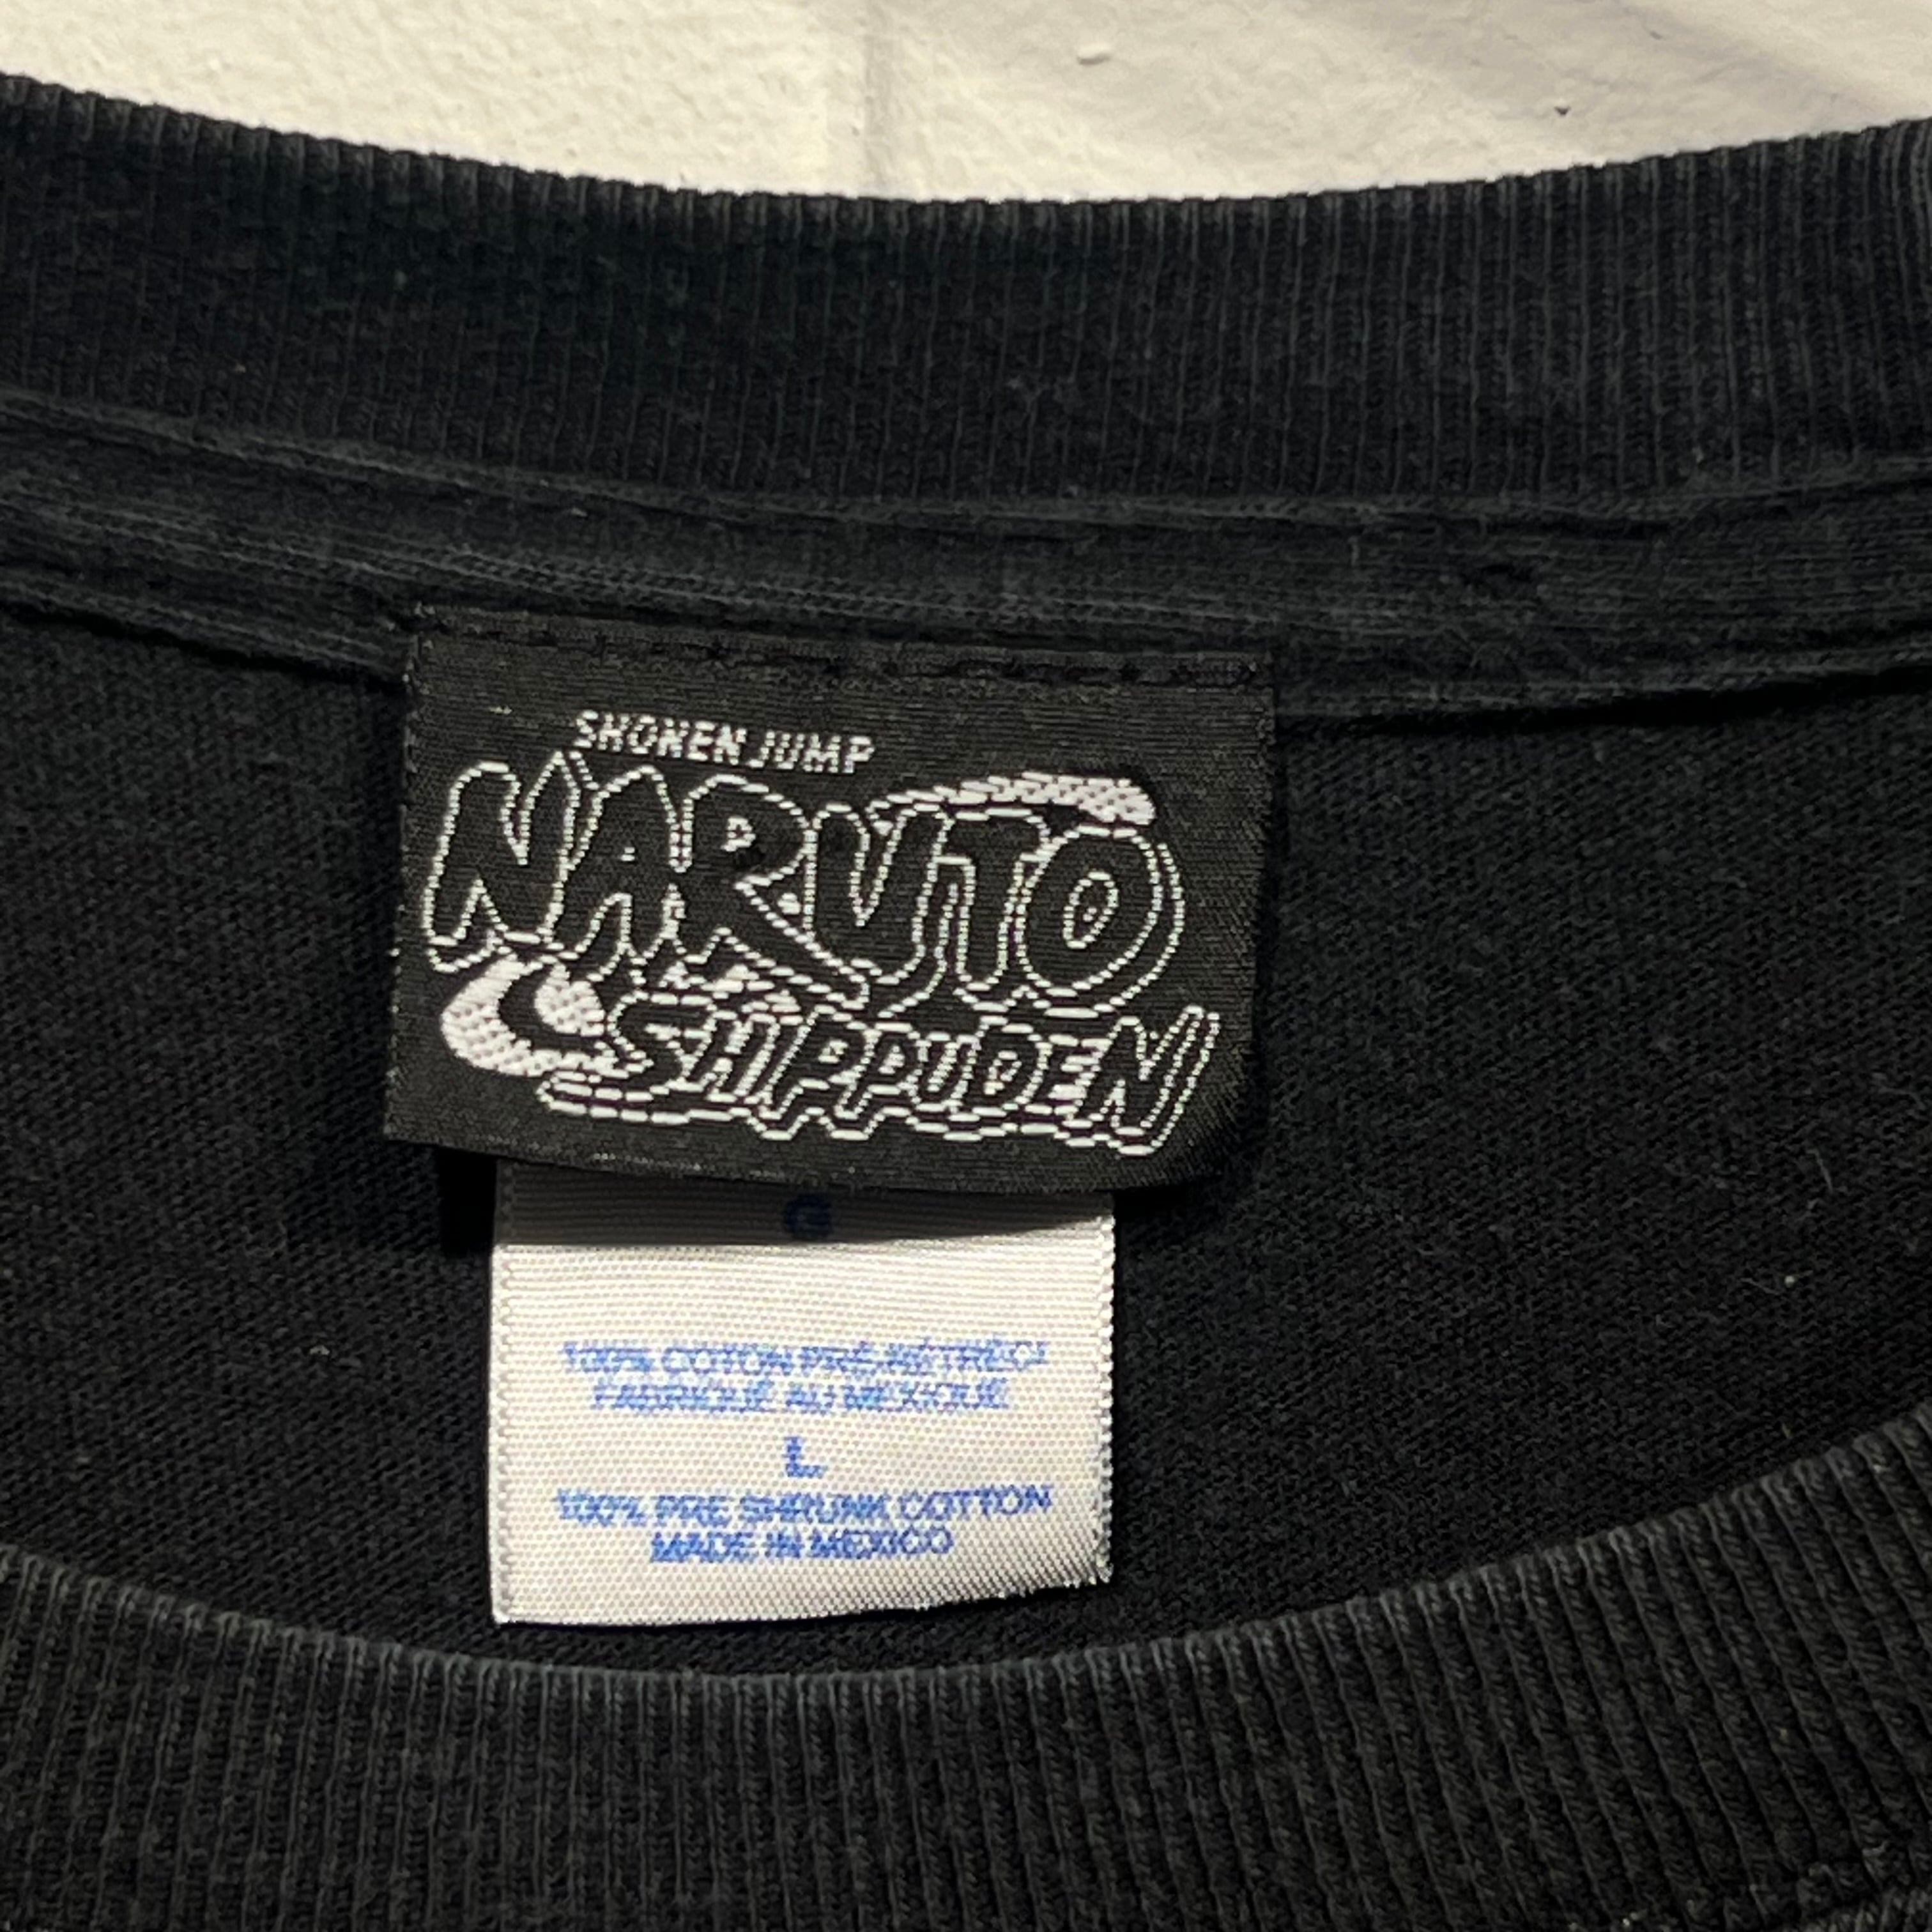 SHONEN JUMP
NARUTO
SHIPPUDEN
G
100% COTON PRÉ-RÉTRÉCI
FABRIQUÉ AU MEXIQUE
L
100% PRE SHRUNK COTTON
MADE IN MEXICO